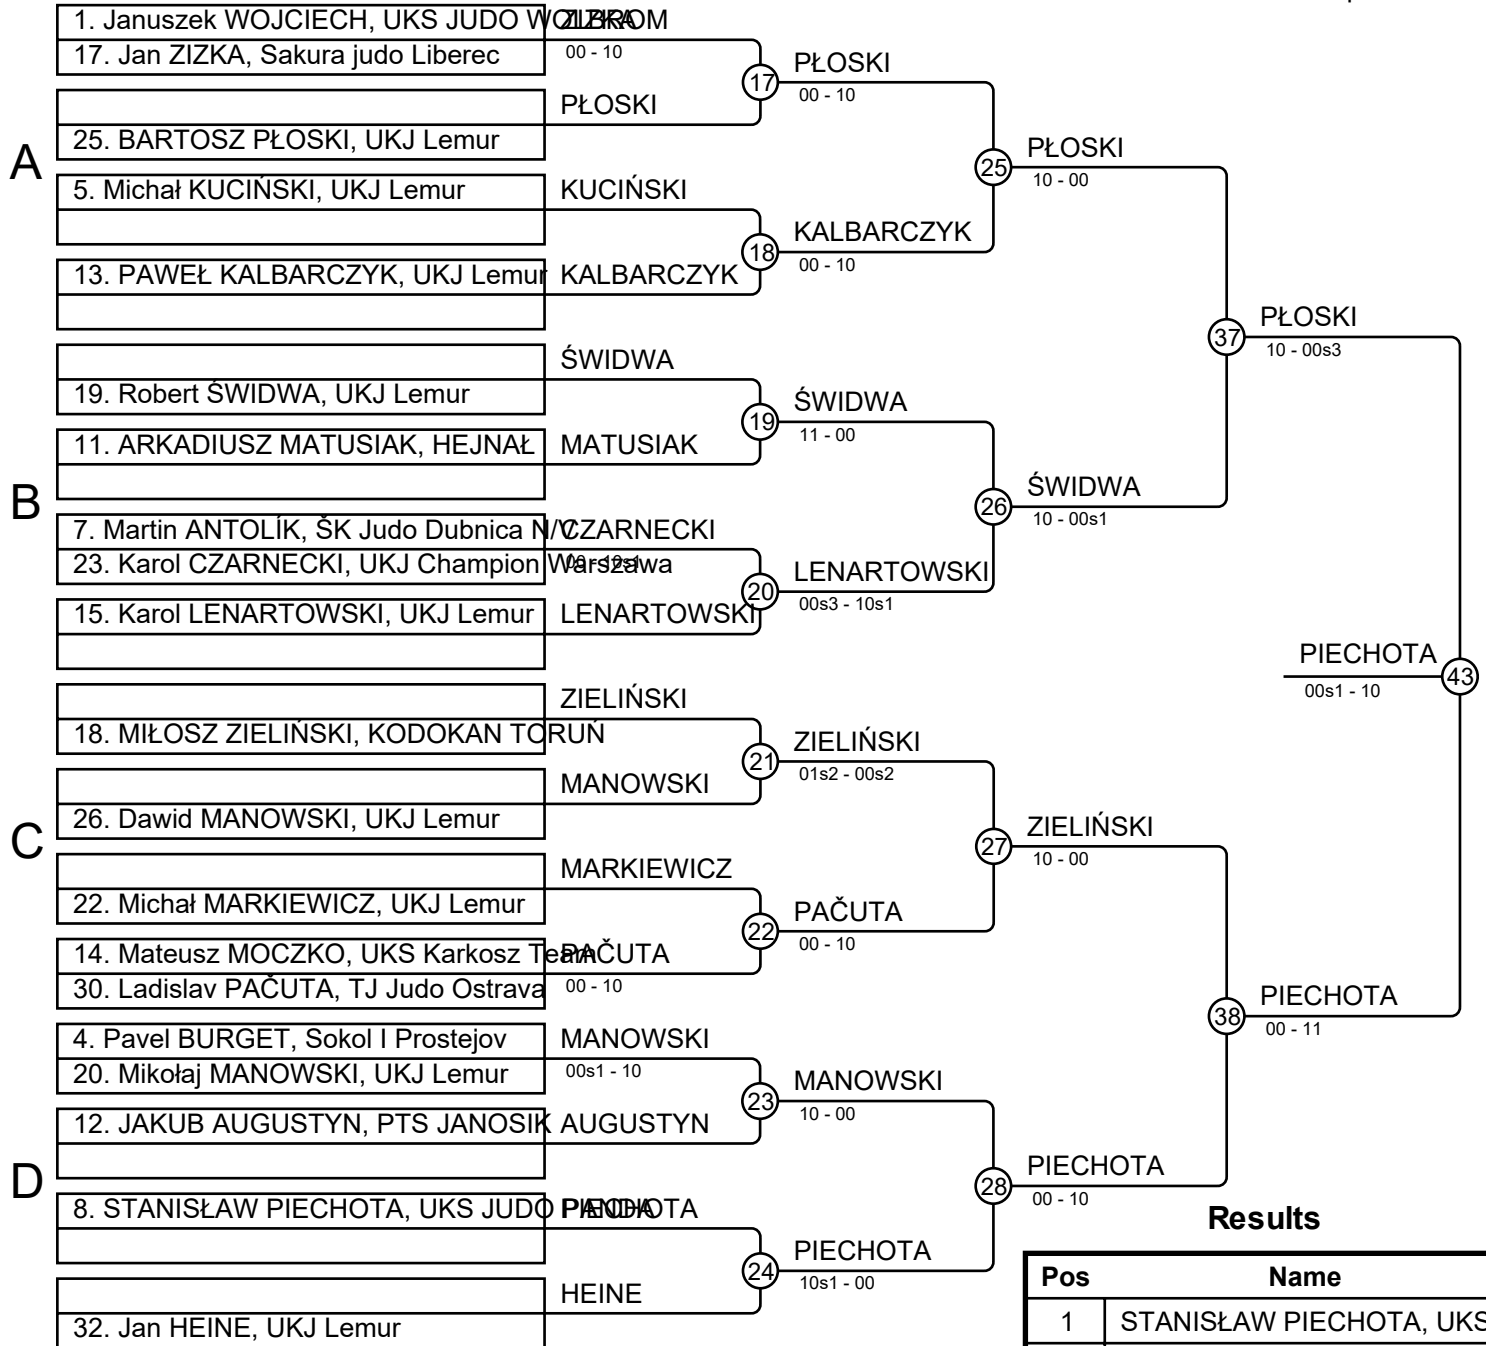 A
1. Januszek WOJCIECH, UKS JUDO WOLBROM
17. Jan ZIZKA, Sakura judo Liberec
25. BARTOSZ PŁOSKI, UKJ Lemur
5. Michał KUCIŃSKI, UKJ Lemur
13. PAWEŁ KALBARCZYK, UKJ Lemur
B
19. Robert ŚWIDWA, UKJ Lemur
11. ARKADIUSZ MATUSIAK, HEJNAŁ
7. Martin ANTOLÍK, ŠK Judo Dubnica N/V
23. Karol CZARNECKI, UKJ Champion Warszawa
15. Karol LENARTOWSKI, UKJ Lemur
C
18. MIŁOSZ ZIELIŃSKI, KODOKAN TORUŃ
26. Dawid MANOWSKI, UKJ Lemur
22. Michał MARKIEWICZ, UKJ Lemur
14. Mateusz MOCZKO, UKS Karkosz Team
30. Ladislav PAČUTA, TJ Judo Ostrava
D
4. Pavel BURGET, Sokol I Prostejov
20. Mikołaj MANOWSKI, UKJ Lemur
12. JAKUB AUGUSTYN, PTS JANOSIK
8. STANISŁAW PIECHOTA, UKS JUDO PANDA
32. Jan HEINE, UKJ Lemur
ZIZKA
00 - 10
PŁOSKI
KUCIŃSKI
KALBARCZYK
ŚWIDWA
MATUSIAK
CZARNECKI
LENARTOWSKI
ZIELIŃSKI
MANOWSKI
MARKIEWICZ
PAČUTA
00 - 10
MANOWSKI
00s1 - 10
AUGUSTYN
PIECHOTA
HEINE
17
PŁOSKI
00 - 10
18
KALBARCZYK
00 - 10
19
ŚWIDWA
11 - 00
20
LENARTOWSKI
00s3 - 10s1
21
ZIELIŃSKI
01s2 - 00s2
22
PAČUTA
00 - 10
23
MANOWSKI
10 - 00
24
PIECHOTA
10s1 - 00
25
PŁOSKI
10 - 00
26
ŚWIDWA
10 - 00s1
27
ZIELIŃSKI
10 - 00
28
PIECHOTA
00 - 10
37
PŁOSKI
10 - 00s3
38
PIECHOTA
00 - 11
43
PIECHOTA
00s1 - 10
Results
Pos Name
1 STANISŁAW PIECHOTA, UKS